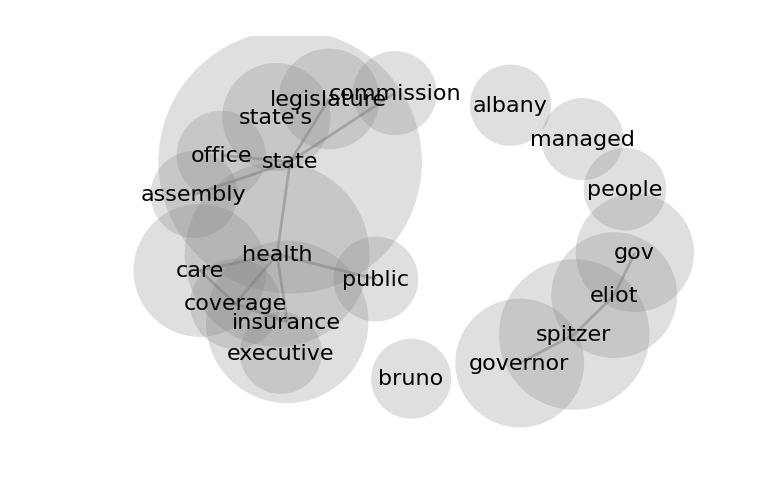 commission
legislature
albany
state's
managed
office
state
people
assembly
gov
health
care
public
eliot
coverage
insurance
spitzer
executive
governor
bruno